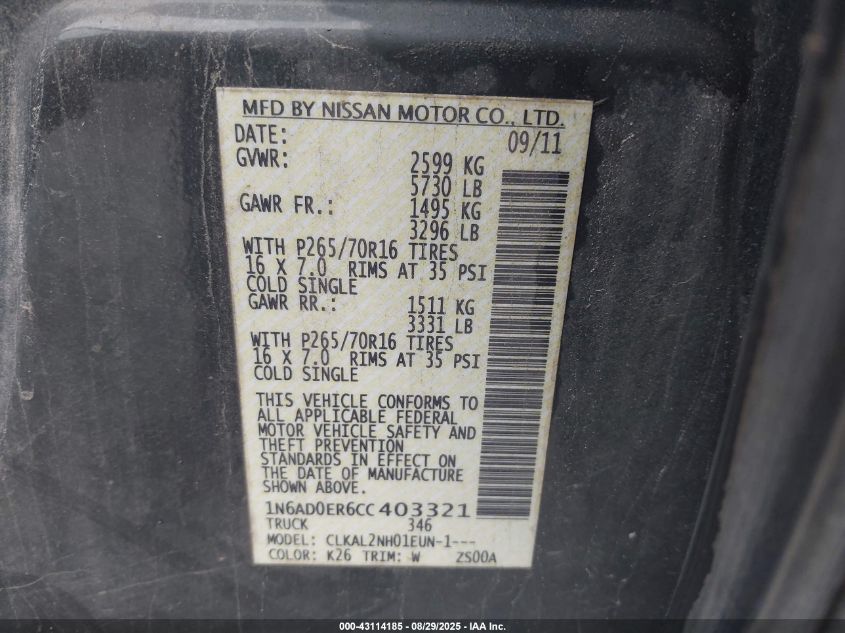 MFD BY NISSAN MOTOR CO., LTD.
DATE: 09/11
GVWR: 2599 KG
5730 LB
GAWR FR.: 1495 KG
3296 LB
WITH P265/70R16 TIRES
16 X 7.0 RIMS AT 35 PSI
COLD SINGLE
GAWR RR.: 1511 KG
3331 LB
WITH P265/70R16 TIRES
16 X 7.0 RIMS AT 35 PSI
COLD SINGLE
THIS VEHICLE CONFORMS TO
ALL APPLICABLE FEDERAL
MOTOR VEHICLE SAFETY AND
THEFT PREVENTION
STANDARDS IN EFFECT ON
THE DATE OF MANUFACTURE
SHOWN ABOVE.
1N6AD0ER6CC403321
TRUCK 346
MODEL: CLKAL2NH01EUN-1---
COLOR: K26 TRIM: W ZS00A
000-43114185 - 08/29/2025 - IAA Inc.